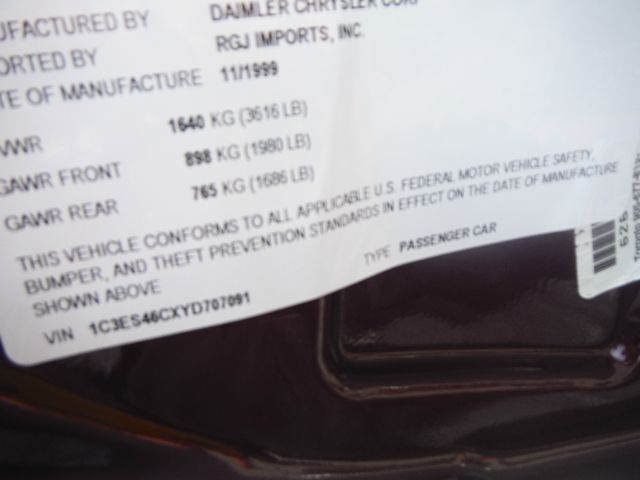 UFACTURED BY DAIMLER CHRYSLER CORP
ORTED BY RGJ IMPORTS, INC.
TE OF MANUFACTURE 11/1999
VWR 1640 KG (3616 LB)
GAWR FRONT 898 KG (1980 LB)
GAWR REAR 765 KG (1686 LB)
THIS VEHICLE CONFORMS TO ALL APPLICABLE U.S. FEDERAL MOTOR VEHICLE SAFETY,
BUMPER, AND THEFT PREVENTION STANDARDS IN EFFECT ON THE DATE OF MANUFACTURE
SHOWN ABOVE
VIN 1C3ES46CXYD707091 TYPE PASSENGER CAR
626